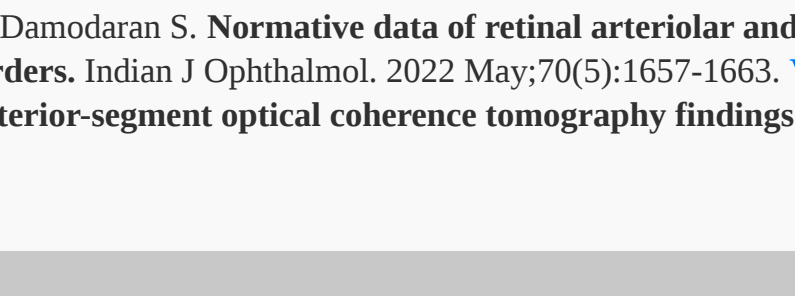 Damodaran S. Normative data of retinal arteriolar and
rders. Indian J Ophthalmol. 2022 May;70(5):1657-1663.
terior-segment optical coherence tomography findings